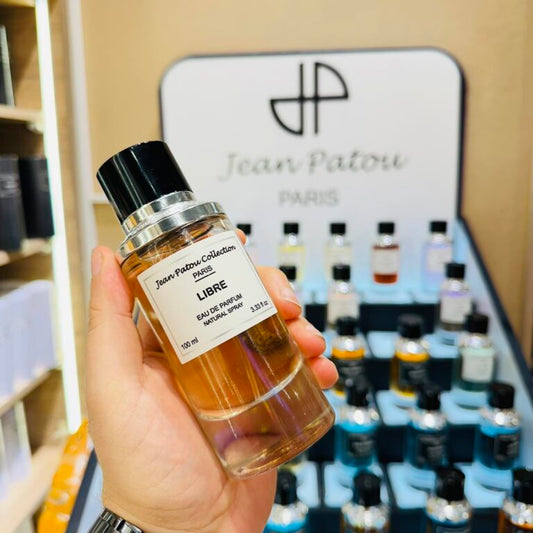 JP
Jean Patou
PARIS
Jean Patou Collection
PARIS
LIBRE
EAU DE PARFUM
NATURAL SPRAY
100 ml 3.33 fl oz